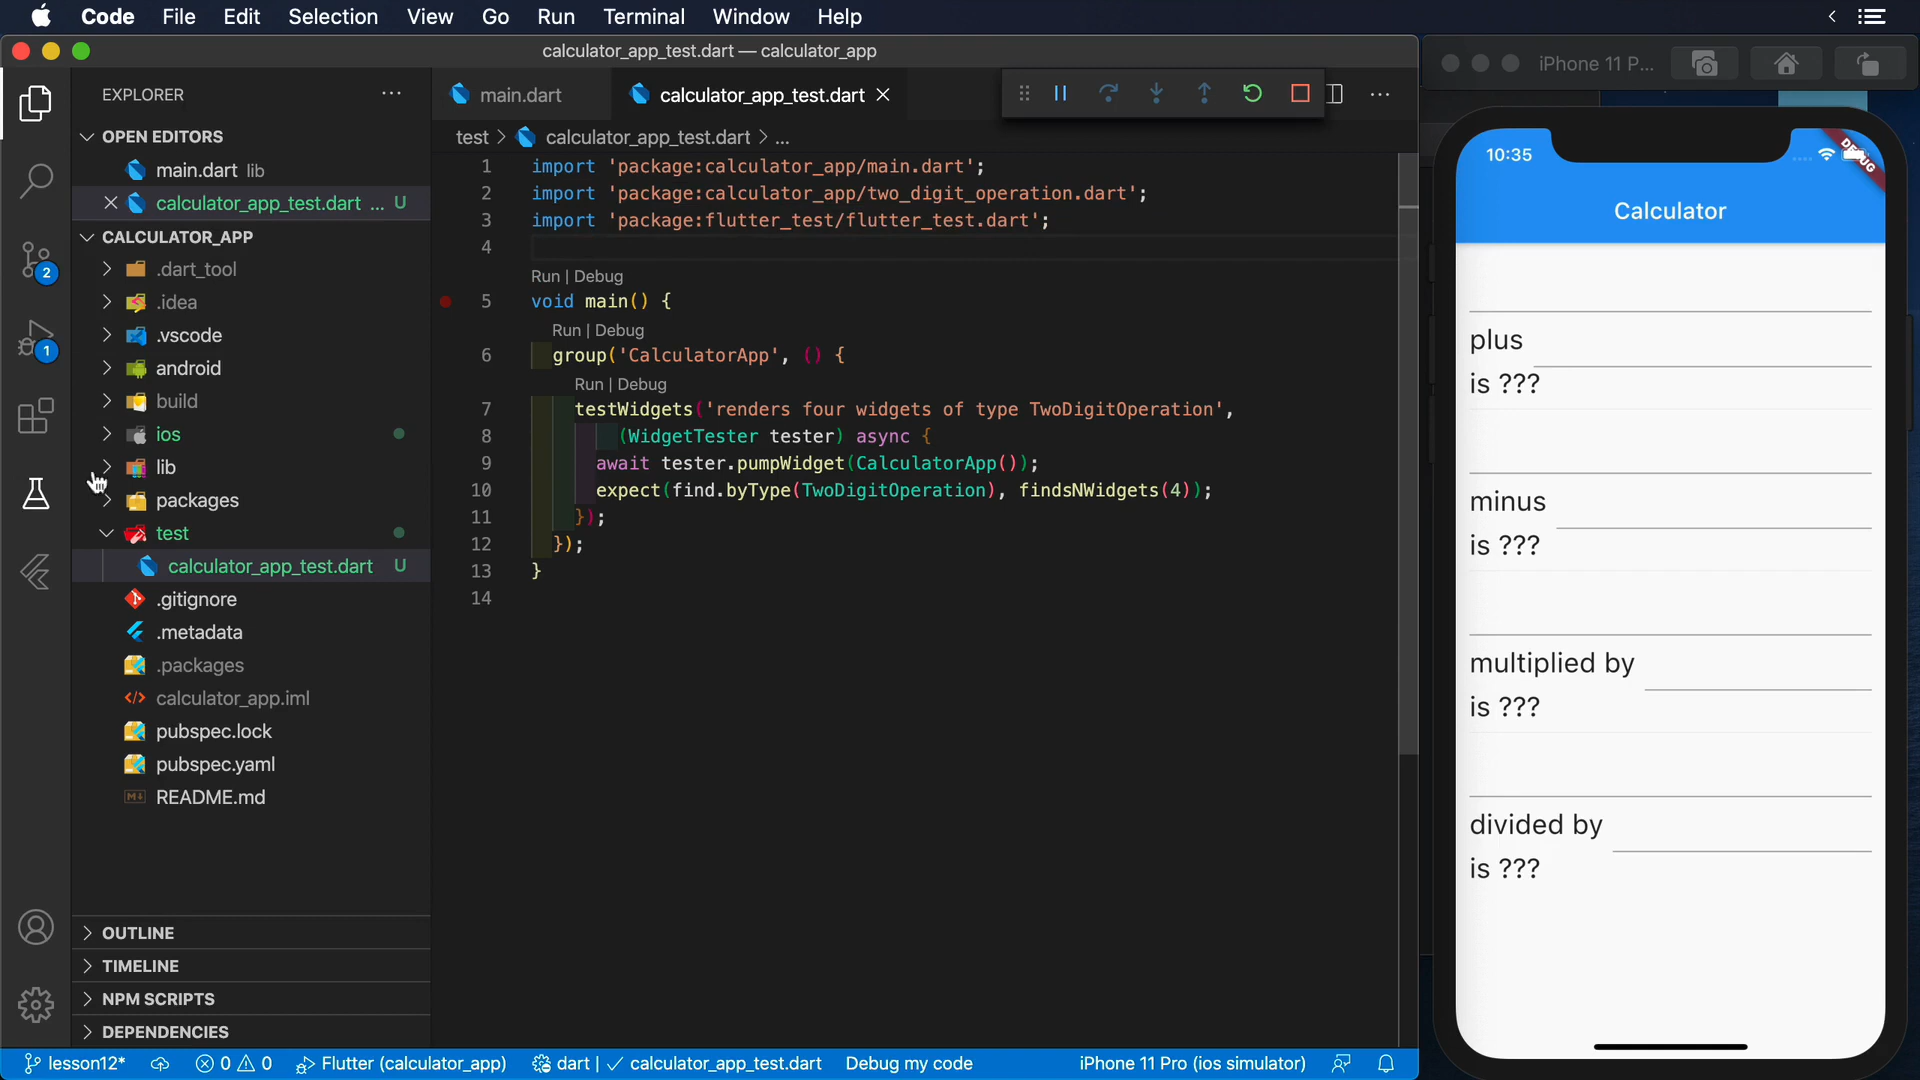 Code File Edit Selection View Go Run Terminal Window Help
calculator_app_test.dart — calculator_app
EXPLORER
OPEN EDITORS
main.dart lib
calculator_app_test.dart ... U
CALCULATOR_APP
.dart_tool
.idea
.vscode
android
build
ios
lib
packages
test
calculator_app_test.dart U
.gitignore
.metadata
.packages
calculator_app.iml
pubspec.lock
pubspec.yaml
README.md
OUTLINE
TIMELINE
NPM SCRIPTS
DEPENDENCIES
2
1
main.dart calculator_app_test.dart
test > calculator_app_test.dart > ...
1 import 'package:calculator_app/main.dart';
2 import 'package:calculator_app/two_digit_operation.dart';
3 import 'package:flutter_test/flutter_test.dart';
4
Run | Debug
5 void main() {
Run | Debug
6 group('CalculatorApp', () {
Run | Debug
7 testWidgets('renders four widgets of type TwoDigitOperation',
8 (WidgetTester tester) async {
9 await tester.pumpWidget(CalculatorApp());
10 expect(find.byType(TwoDigitOperation), findsNWidgets(4));
11 });
12 });
13 }
14
lesson12* 0 0 Flutter (calculator_app) dart | ✓ calculator_app_test.dart Debug my code iPhone 11 Pro (ios simulator)
iPhone 11 P...
10:35
DEBUG
Calculator
plus
is ???
minus
is ???
multiplied by
is ???
divided by
is ???